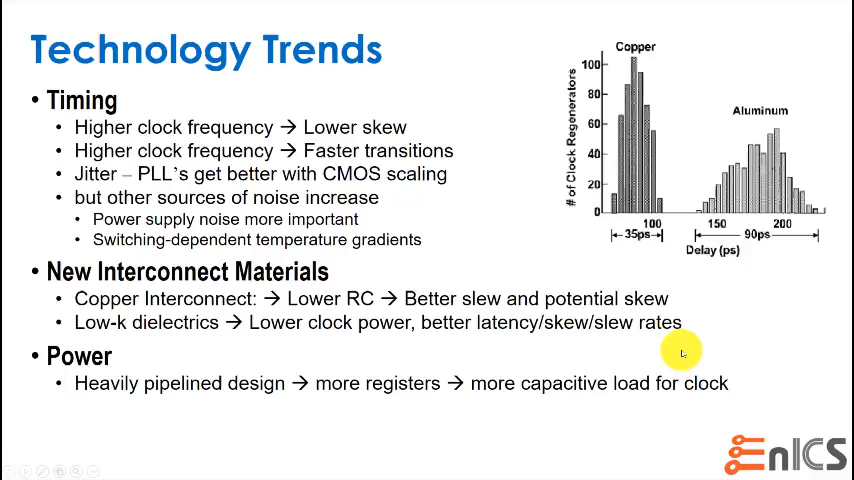 Technology Trends
• Timing
• Higher clock frequency → Lower skew
• Higher clock frequency → Faster transitions
• Jitter – PLL's get better with CMOS scaling
• but other sources of noise increase
• Power supply noise more important
• Switching-dependent temperature gradients
• New Interconnect Materials
• Copper Interconnect: → Lower RC → Better slew and potential skew
• Low-k dielectrics → Lower clock power, better latency/skew/slew rates
• Power
• Heavily pipelined design → more registers → more capacitive load for clock
Copper
Aluminum
# of Clock Regenerators
100
80
60
40
20
0
100
150
200
35ps
90ps
Delay (ps)
EnICS